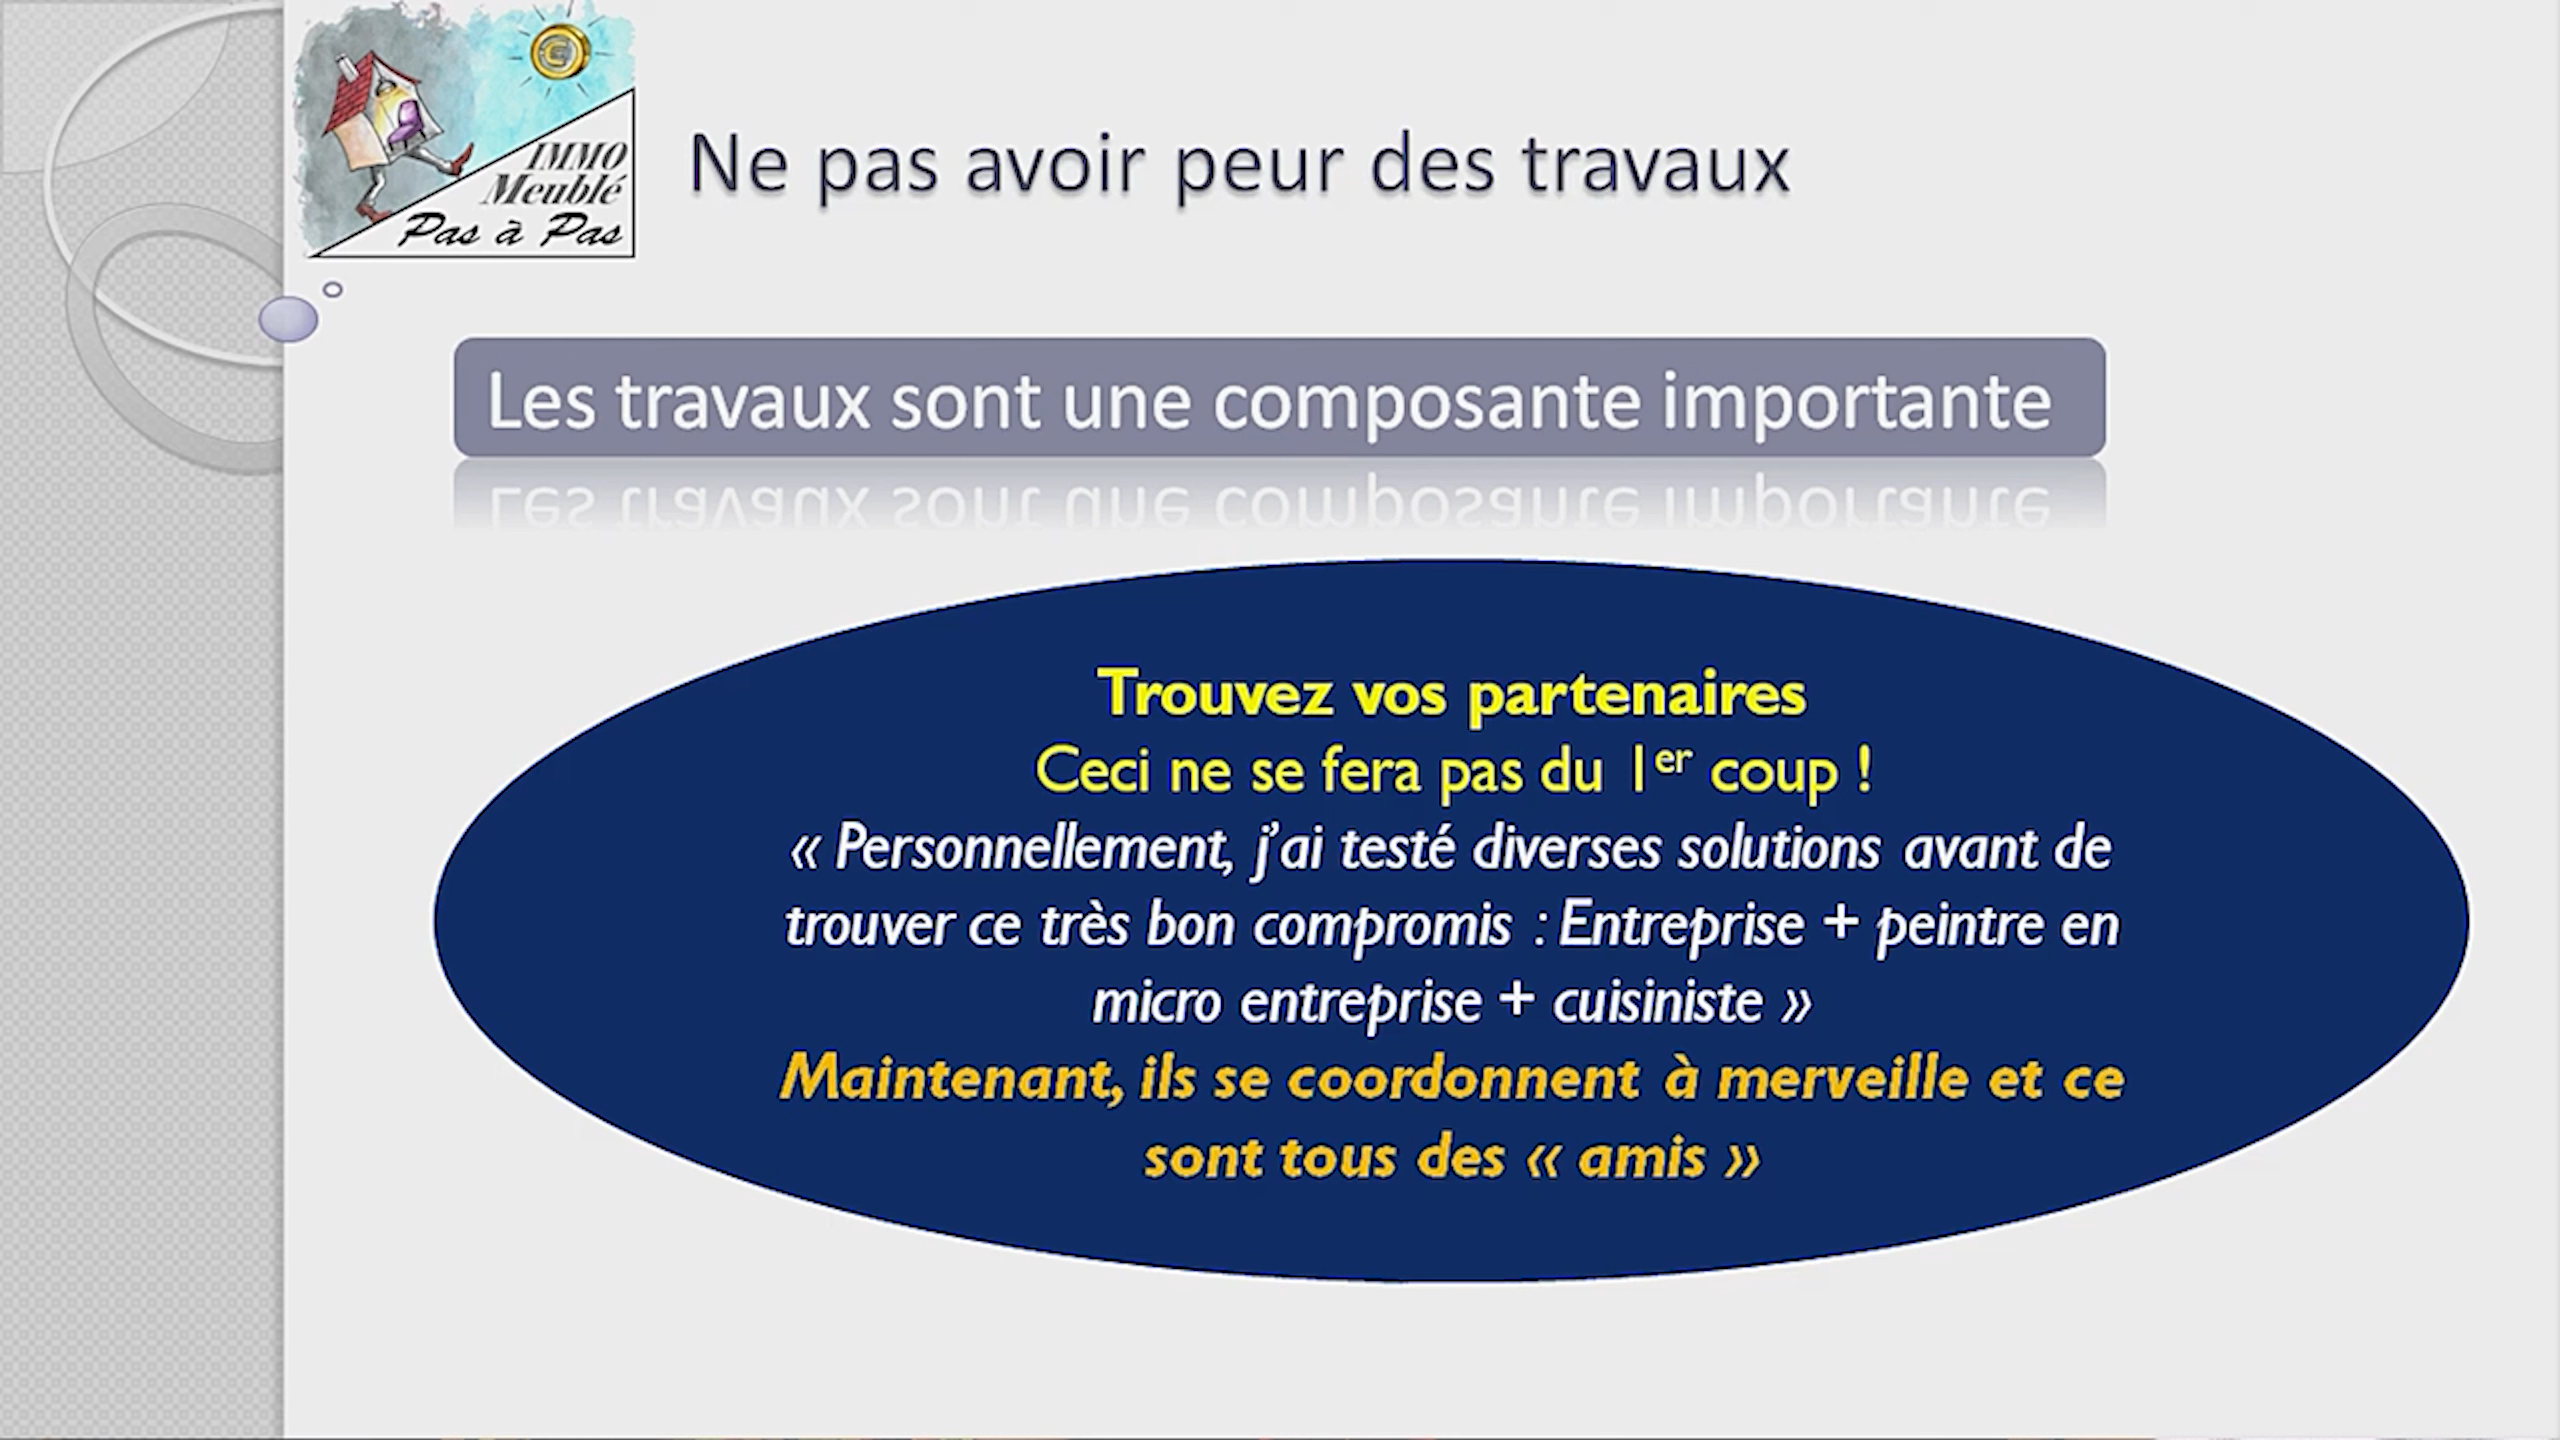 IMMO
Meublé
Pas à Pas
Ne pas avoir peur des travaux
Les travaux sont une composante importante
Trouvez vos partenaires
Ceci ne se fera pas du 1er coup !
« Personnellement, j'ai testé diverses solutions avant de
trouver ce très bon compromis : Entreprise + peintre en
micro entreprise + cuisiniste »
Maintenant, ils se coordonnent à merveille et ce
sont tous des « amis »